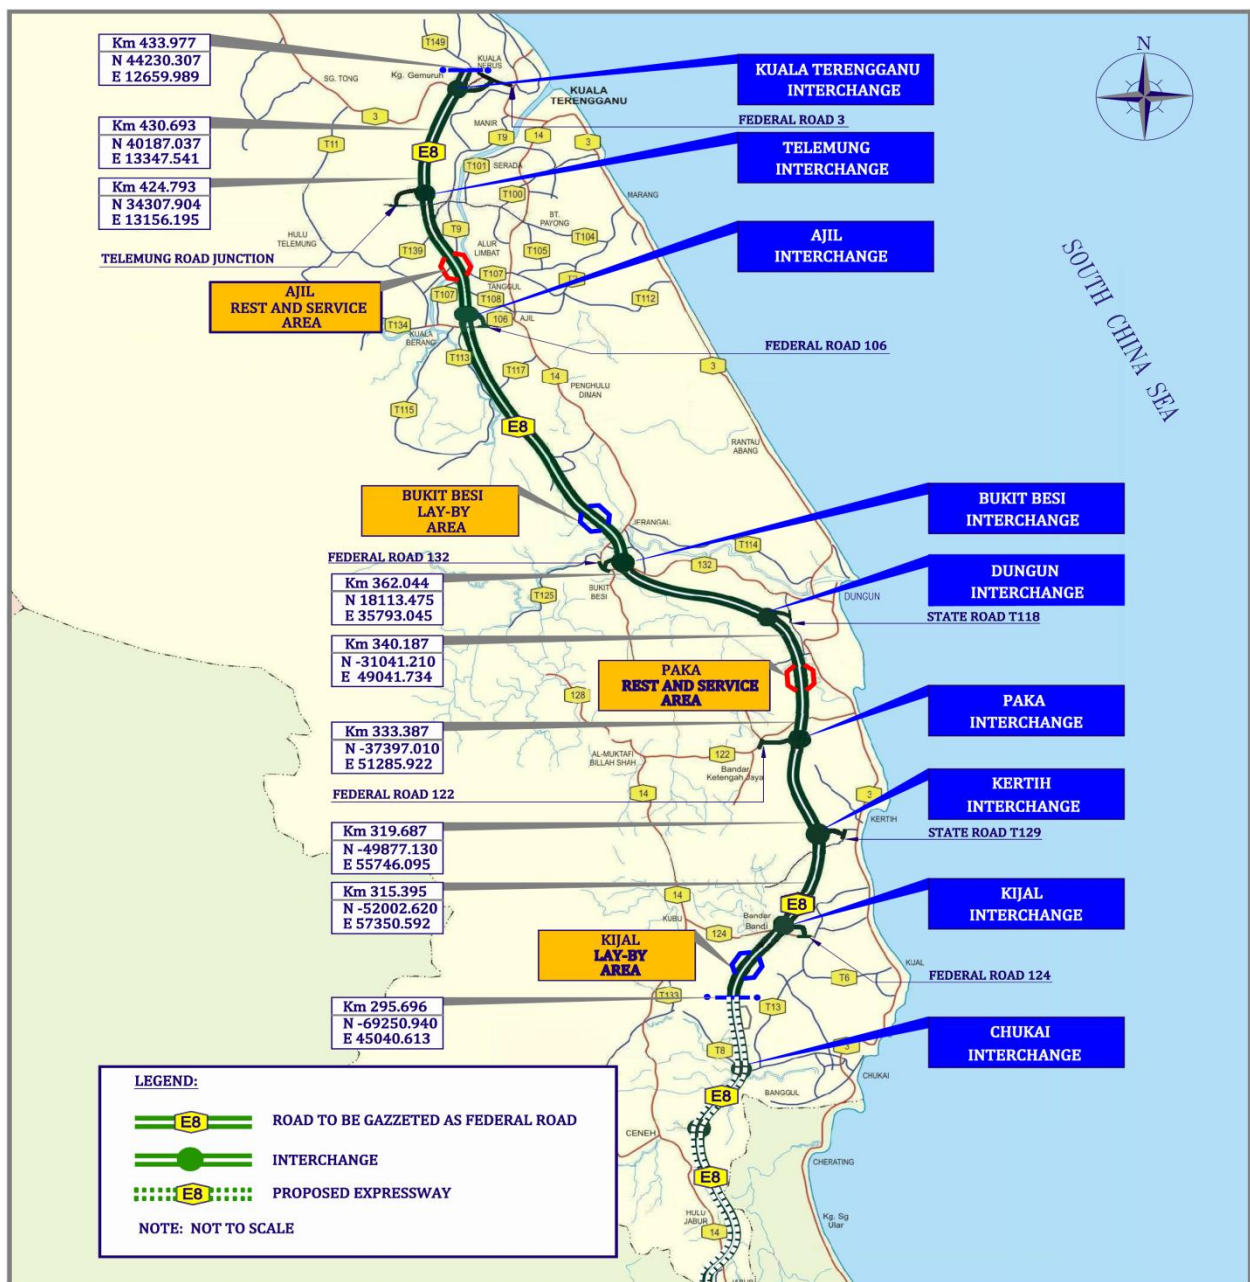 Km 433.977
N 44230.307
E 12659.989
T149
KUALA
NERUS
SG. TONG
Kg. Gemuruh
KUALA
TERENGGANU
KUALA TERENGGANU
INTERCHANGE
N
3
FEDERAL ROAD 3
Km 430.693
N 40187.037
E 13347.541
T11
MANIR
T9
14
3
E8
T101
SERADA
TELEMUNG
INTERCHANGE
Km 424.793
N 34307.904
E 13156.195
T100
MARANG
BT.
PAYONG
HULU
TELEMUNG
T9
T104
T139
ALUR
LIMBAT
T105
AJIL
INTERCHANGE
TELEMUNG ROAD JUNCTION
SOUTH CHINA SEA
AJIL
REST AND SERVICE
AREA
T107
TANGGUL
T107
T108
T112
T134
106
AJIL
KUALA
BERANG
FEDERAL ROAD 106
T113
T117
14
3
PENGHULU
DIMAN
T115
E8
RANTAU
ABANG
BUKIT BESI
LAY-BY
AREA
BUKIT BESI
INTERCHANGE
JERANGAL
T114
FEDERAL ROAD 132
132
DUNGUN
INTERCHANGE
Km 362.044
N 18113.475
E 35793.045
BUKIT
BESI
T125
DUNGUN
STATE ROAD T118
Km 340.187
N -31041.210
E 49041.734
PAKA
REST AND SERVICE
AREA
128
PAKA
INTERCHANGE
Km 333.387
N -37397.010
E 51285.922
AL-MUKTAFI
BILLAH SHAH
122
Bandar
Ketengah Jaya
FEDERAL ROAD 122
14
3
KERTIH
INTERCHANGE
KERTIH
Km 319.687
N -49877.130
E 55746.095
STATE ROAD T129
Km 315.395
N -52002.620
E 57350.592
14
E8
KIJAL
INTERCHANGE
KUBU
124
Bandar
KIJAL
LAY-BY
AREA
T6
FEDERAL ROAD 124
T133
T13
Km 295.696
N -69250.940
E 45040.613
T8
3
CHUKAI
INTERCHANGE
CHUKAI
BANGGUL
E8
CENEH
CHERATING
E8
HULU
JABUR
14
Kg. Sg
Ular
LEGEND:
E8 ROAD TO BE GAZZETED AS FEDERAL ROAD
INTERCHANGE
E8 PROPOSED EXPRESSWAY
NOTE: NOT TO SCALE